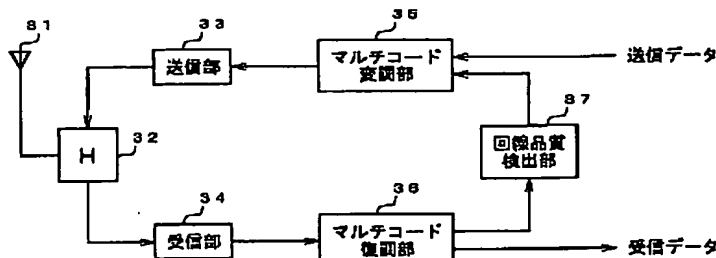 81
33
35
送信部
マルチコード
変調部
送信データ
87
H
32
回線品質
検出部
34
36
受信部
マルチコード
復調部
受信データ